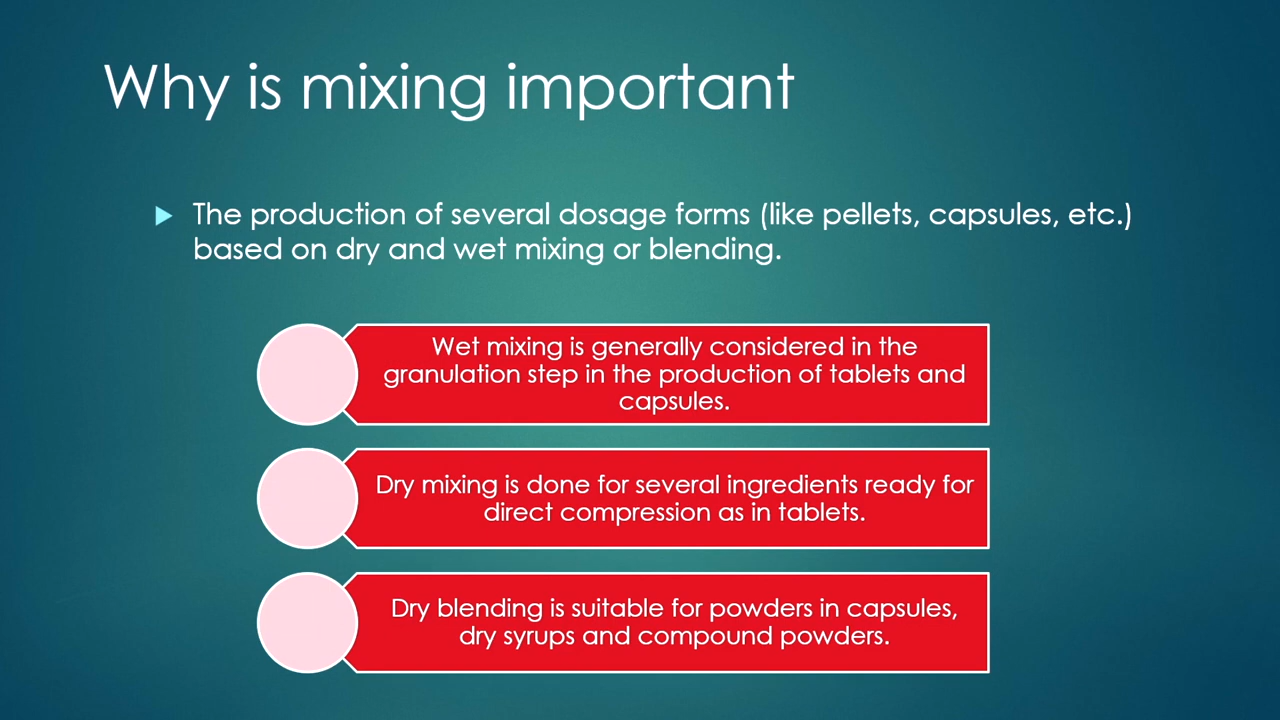 Why is mixing important
The production of several dosage forms (like pellets, capsules, etc.)
based on dry and wet mixing or blending.
Wet mixing is generally considered in the
granulation step in the production of tablets and
capsules.
Dry mixing is done for several ingredients ready for
direct compression as in tablets.
Dry blending is suitable for powders in capsules,
dry syrups and compound powders.